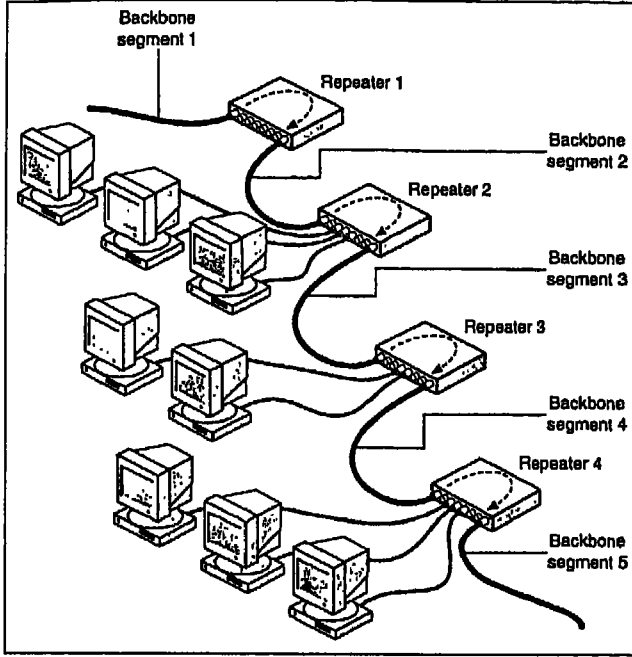 Backbone
segment 1
Repeater 1
Backbone
segment 2
Repeater 2
Backbone
segment 3
Repeater 3
Backbone
segment 4
Repeater 4
Backbone
segment 5